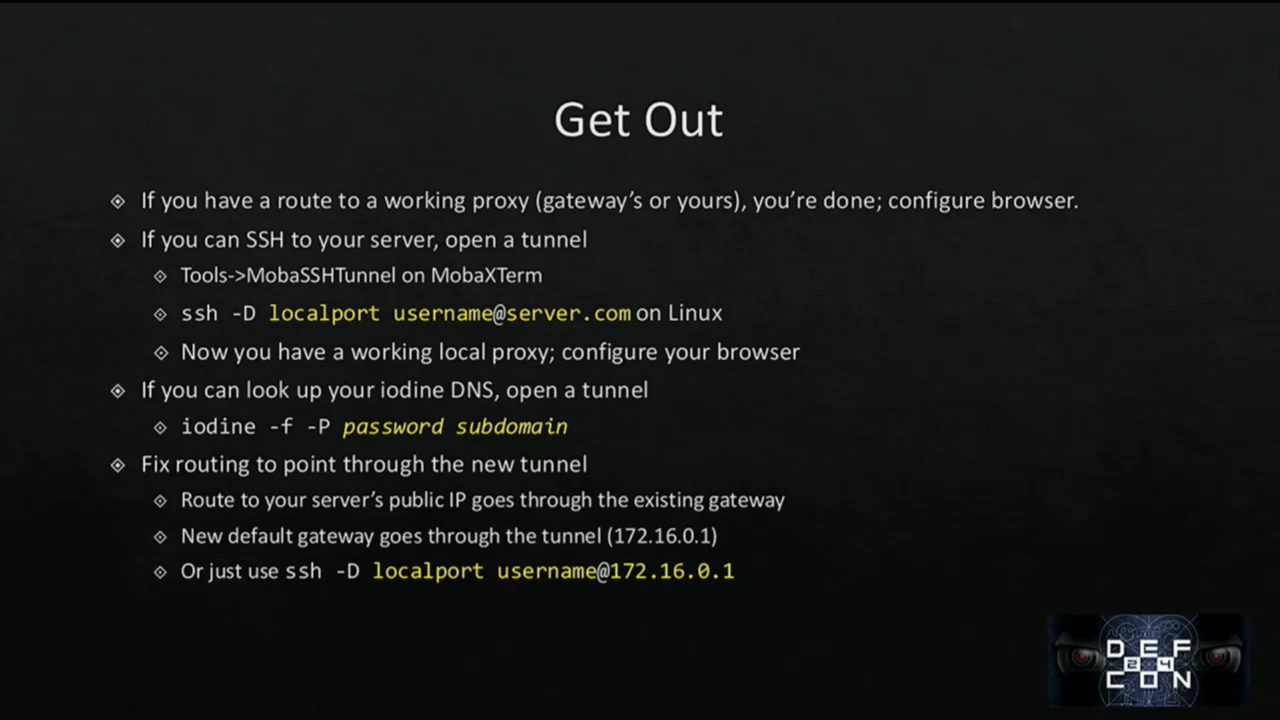 Get Out
If you have a route to a working proxy (gateway's or yours), you're done; configure browser.
If you can SSH to your server, open a tunnel
Tools->MobaSSHTunnel on MobaXTerm
ssh -D localport username@server.com on Linux
Now you have a working local proxy; configure your browser
If you can look up your iodine DNS, open a tunnel
iodine -f -P password subdomain
Fix routing to point through the new tunnel
Route to your server's public IP goes through the existing gateway
New default gateway goes through the tunnel (172.16.0.1)
Or just use ssh -D localport username@172.16.0.1
DEF
24
CON